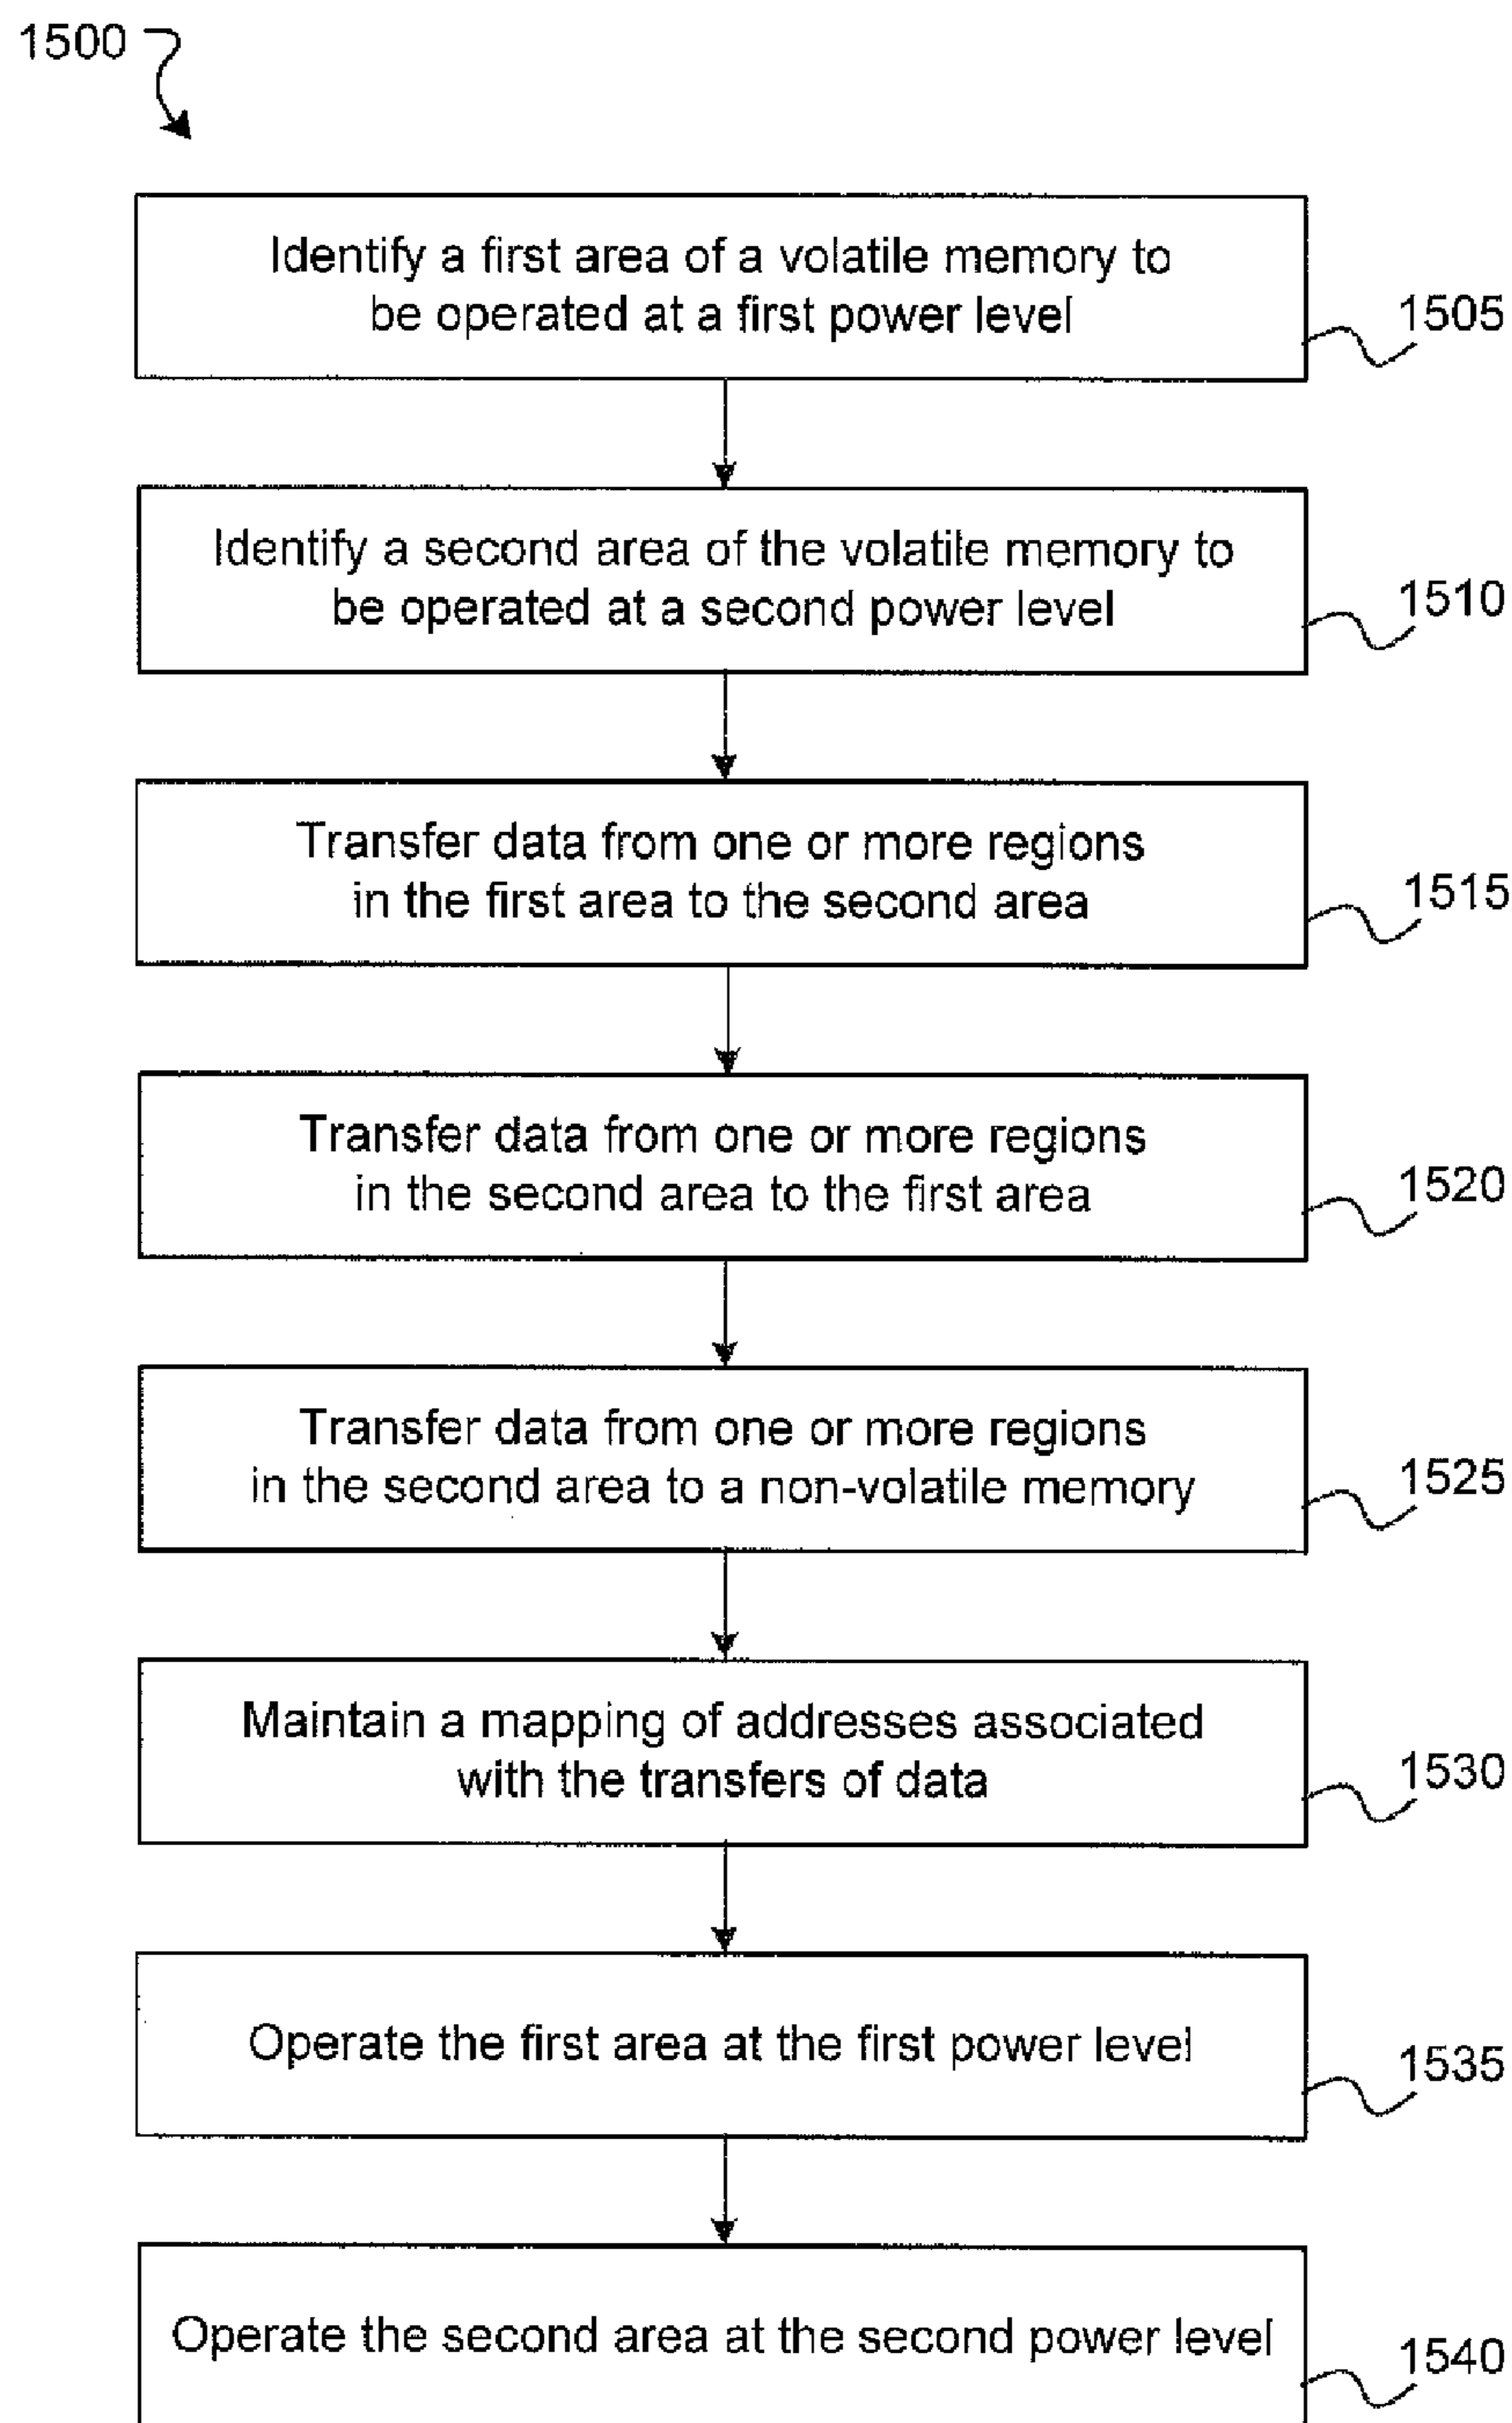 1500
Identify a first area of a volatile memory to
be operated at a first power level
1505
Identify a second area of the volatile memory to
be operated at a second power level
1510
Transfer data from one or more regions
in the first area to the second area
1515
Transfer data from one or more regions
in the second area to the first area
1520
Transfer data from one or more regions
in the second area to a non-volatile memory
1525
Maintain a mapping of addresses associated
with the transfers of data
1530
Operate the first area at the first power level
1535
Operate the second area at the second power level
1540